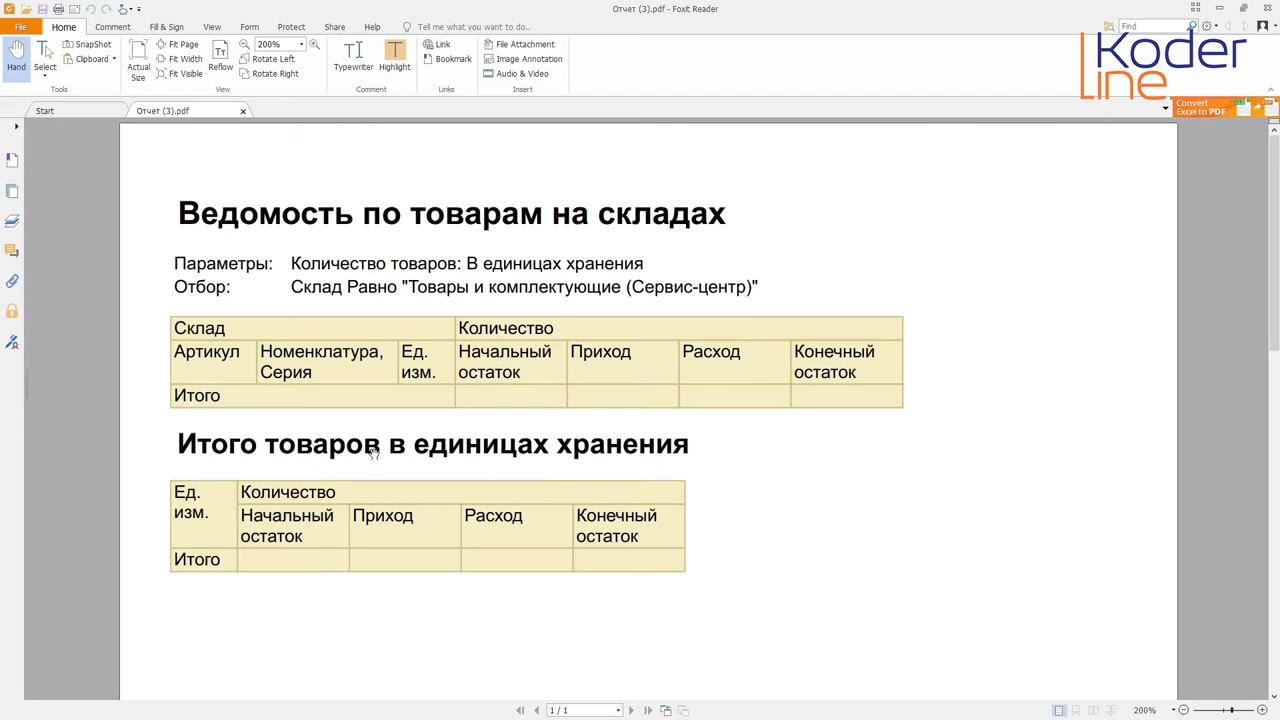 Отчет (3).pdf - Foxit Reader
File Home Comment Fill & Sign View Form Protect Share Help Tell me what you want to do.. Find
Hand
Select
SnapShot
Clipboard
Tools
Actual Size
Fit Page
Fit Width
Fit Visible
Reflow
200%
Rotate Left
Rotate Right
View
Typewriter
Highlight
Comment
Link
Bookmark
Links
File Attachment
Image Annotation
Audio & Video
Insert
Koder
line
Start Отчет (3).pdf
Convert
Excel to PDF
Ведомость по товарам на складах
Параметры: Количество товаров: В единицах хранения
Отбор: Склад Равно "Товары и комплектующие (Сервис-центр)"
Склад Количество
Артикул Номенклатура, Ед. Начальный Приход Расход Конечный
Серия изм. остаток остаток
Итого
Итого товаров в единицах хранения
Ед. Количество
изм. Начальный Приход Расход Конечный
остаток остаток
Итого
1 / 1
200%